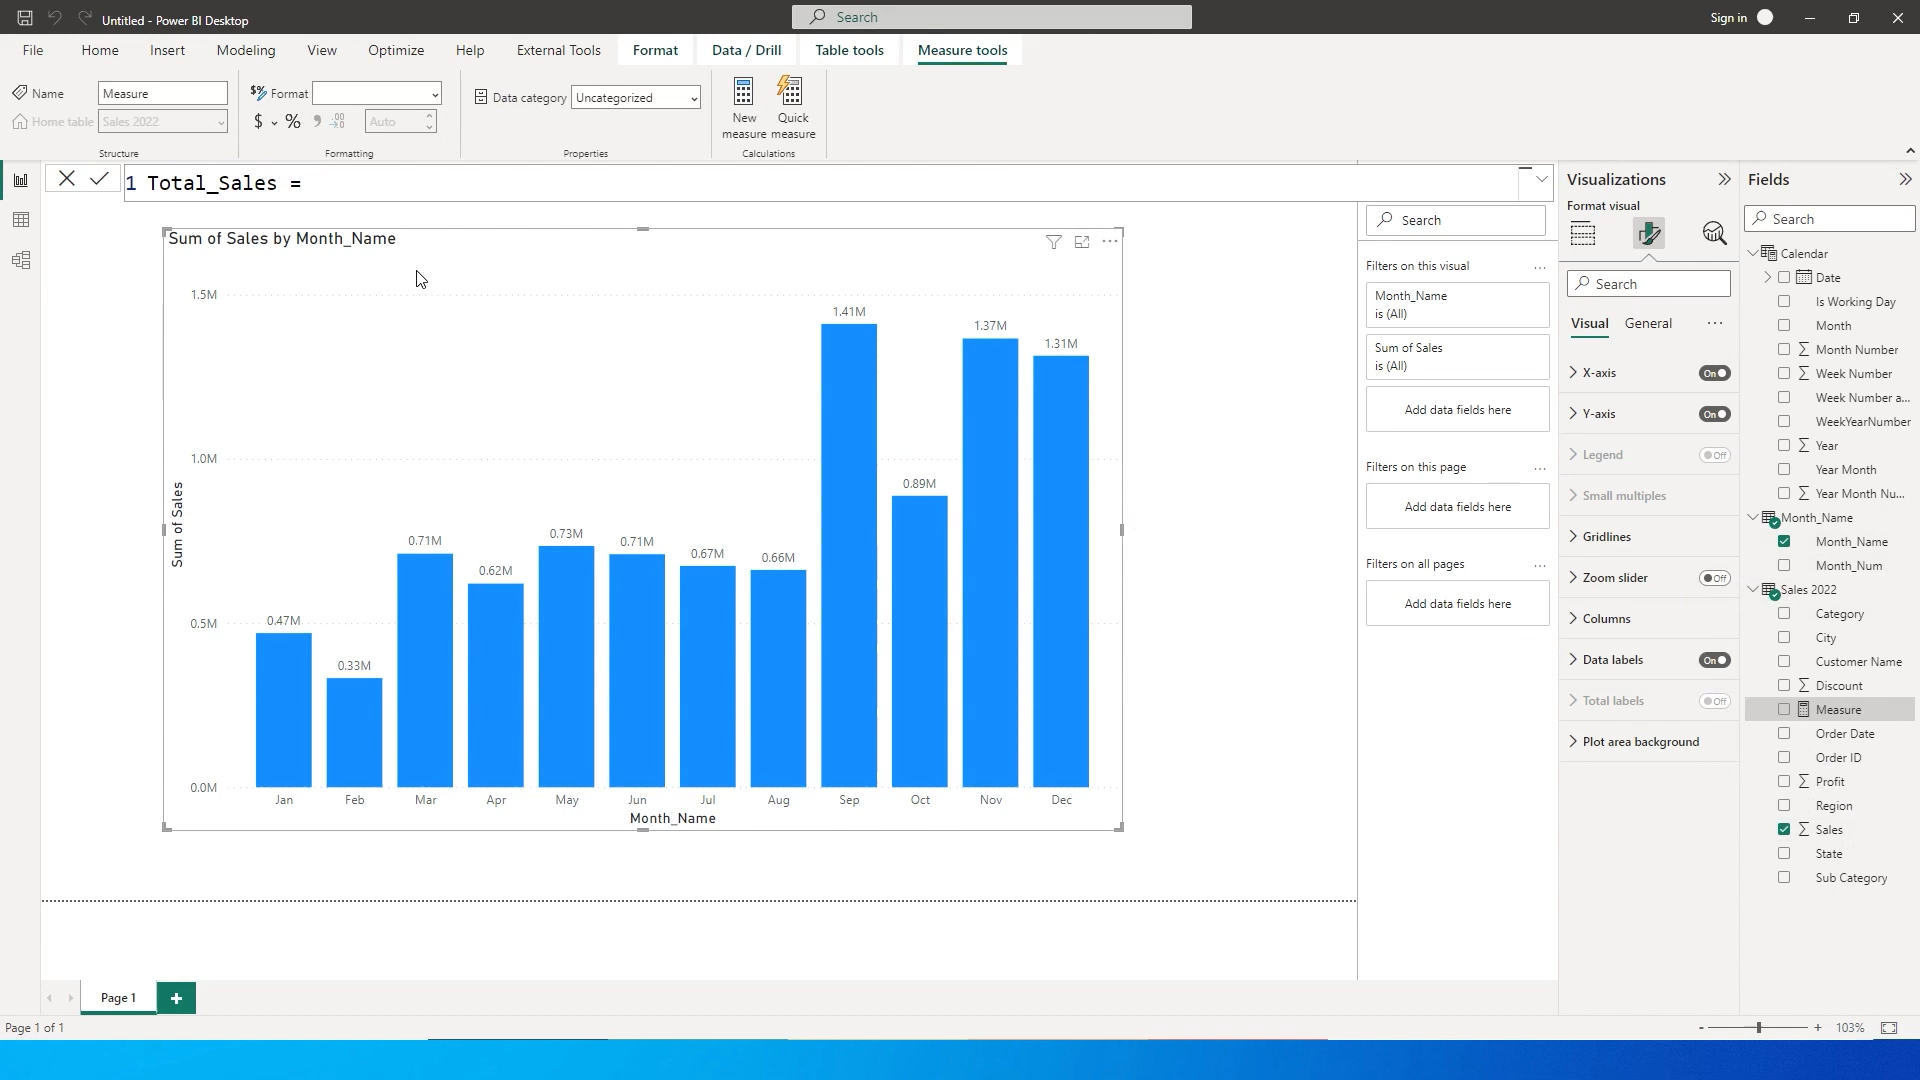 Untitled - Power BI Desktop
Search
Sign in
File Home Insert Modeling View Optimize Help External Tools Format Data / Drill Table tools Measure tools
Name Measure
Home table Sales 2022
Structure
$% Format
$ % , .00 →.0 Auto
Formatting
Data category Uncategorized
Properties
New measure
Quick measure
Calculations
1 Total_Sales =
Sum of Sales by Month_Name
1.5M
1.0M
0.5M
0.0M
Sum of Sales
0.47M
0.33M
0.71M
0.62M
0.73M
0.71M
0.67M
0.66M
1.41M
0.89M
1.37M
1.31M
Jan Feb Mar Apr May Jun Jul Aug Sep Oct Nov Dec
Month_Name
Search
Filters on this visual ...
Month_Name
is (All)
Sum of Sales
is (All)
Add data fields here
Filters on this page ...
Add data fields here
Filters on all pages ...
Add data fields here
Visualizations
Format visual
Search
Visual General ...
X-axis On
Y-axis On
Legend Off
Small multiples
Gridlines
Zoom slider Off
Columns
Data labels On
Total labels Off
Plot area background
Fields
Search
Calendar
Date
Is Working Day
Month
Month Number
Week Number
Week Number a...
WeekYearNumber
Year
Year Month
Year Month Nu...
Month_Name
Month_Name
Month_Num
Sales 2022
Category
City
Customer Name
Discount
Measure
Order Date
Order ID
Profit
Region
Sales
State
Sub Category
Page 1
+
Page 1 of 1
- + 103%